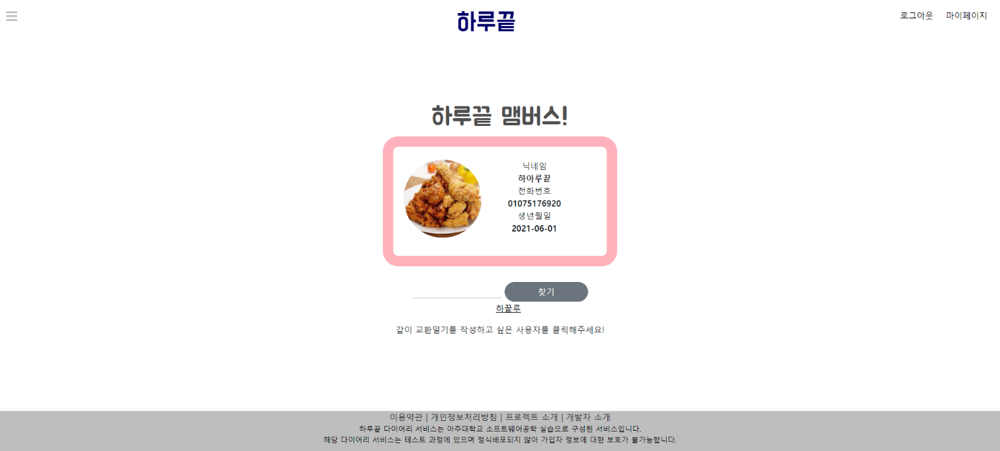 하루끝
로그아웃 마이페이지
하루끝 맴버스!
닉네임
하아루끝
전화번호
01075176920
생년월일
2021-06-01
찾기
하끝루
같이 교환일기를 작성하고 싶은 사용자를 클릭해주세요!
이용약관 | 개인정보처리방침 | 프로젝트 소개 | 개발자 소개
하루끝 다이어리 서비스는 아주대학교 소프트웨어공학 실습으로 구성된 서비스입니다.
해당 다이어리 서비스는 테스트 과정에 있으며 정식배포되지 않아 가입자 정보에 대한 보호가 불가능합니다.